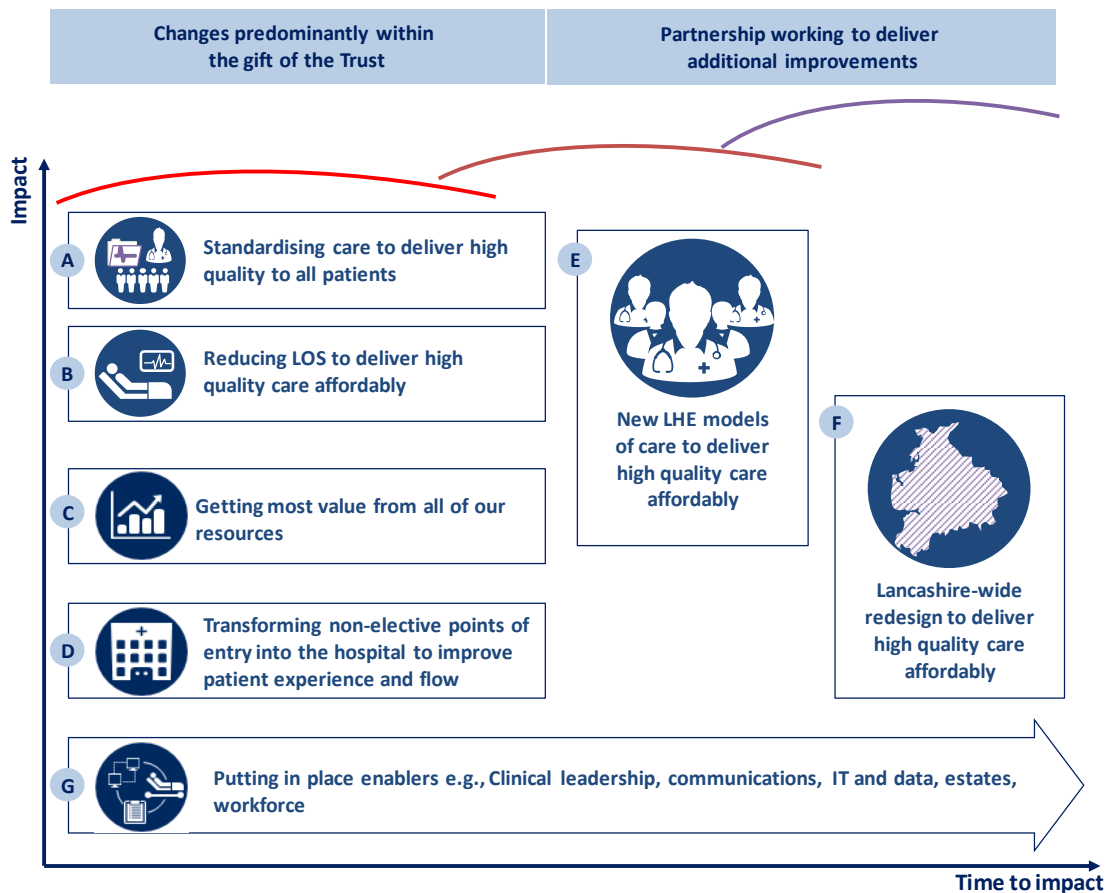 Changes predominantly within
the gift of the Trust
Partnership working to deliver
additional improvements
Impact
A
Standardising care to deliver high
quality to all patients
B
Reducing LOS to deliver high
quality care affordably
C
Getting most value from all of our
resources
D
Transforming non-elective points of
entry into the hospital to improve
patient experience and flow
E
New LHE models
of care to deliver
high quality care
affordably
F
Lancashire-wide
redesign to deliver
high quality care
affordably
G
Putting in place enablers e.g., Clinical leadership, communications, IT and data, estates,
workforce
Time to impact